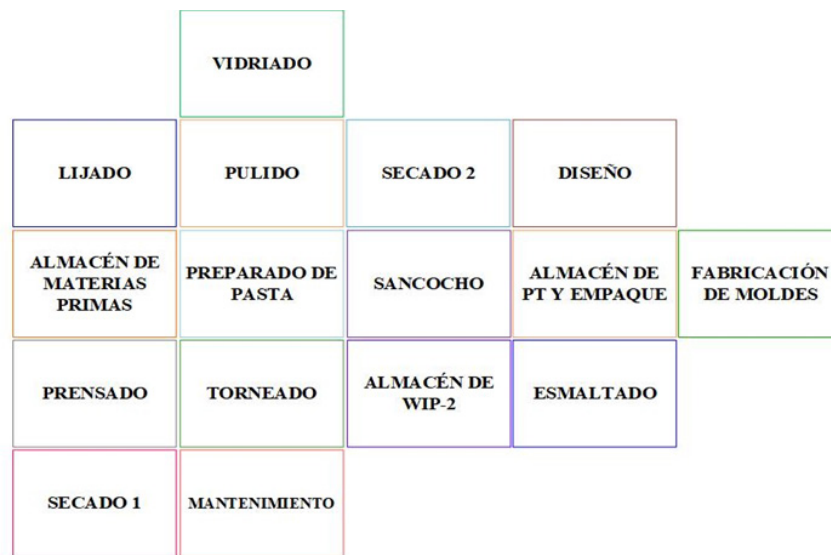 VIDRIADO
LIJADO
PULIDO
SECADO 2
DISEÑO
ALMACÉN DE
MATERIAS
PRIMAS
PREPARADO DE
PASTA
SANCOCHO
ALMACÉN DE
PT Y EMPAQUE
FABRICACIÓN
DE MOLDES
PRENSADO
TORNEADO
ALMACÉN DE
WIP-2
ESMALTADO
SECADO 1
MANTENIMIENTO